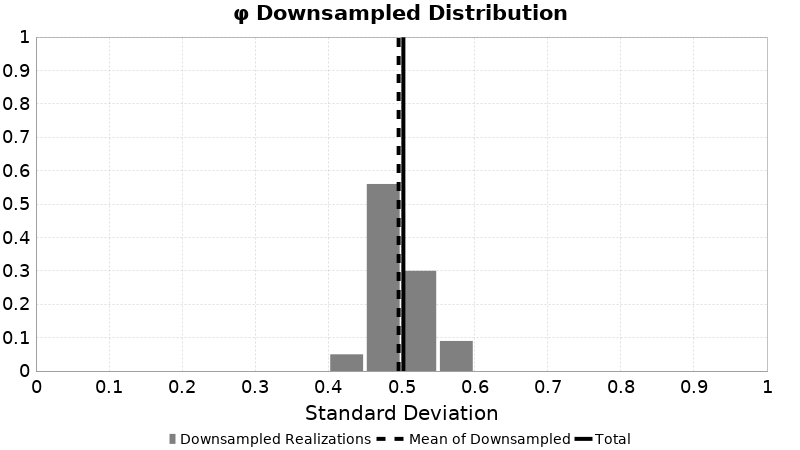 φ Downsampled Distribution
1
0.9
0.8
0.7
0.6
0.5
0.4
0.3
0.2
0.1
0
0 0.1 0.2 0.3 0.4 0.5 0.6 0.7 0.8 0.9 1
Standard Deviation
Downsampled Realizations Mean of Downsampled Total